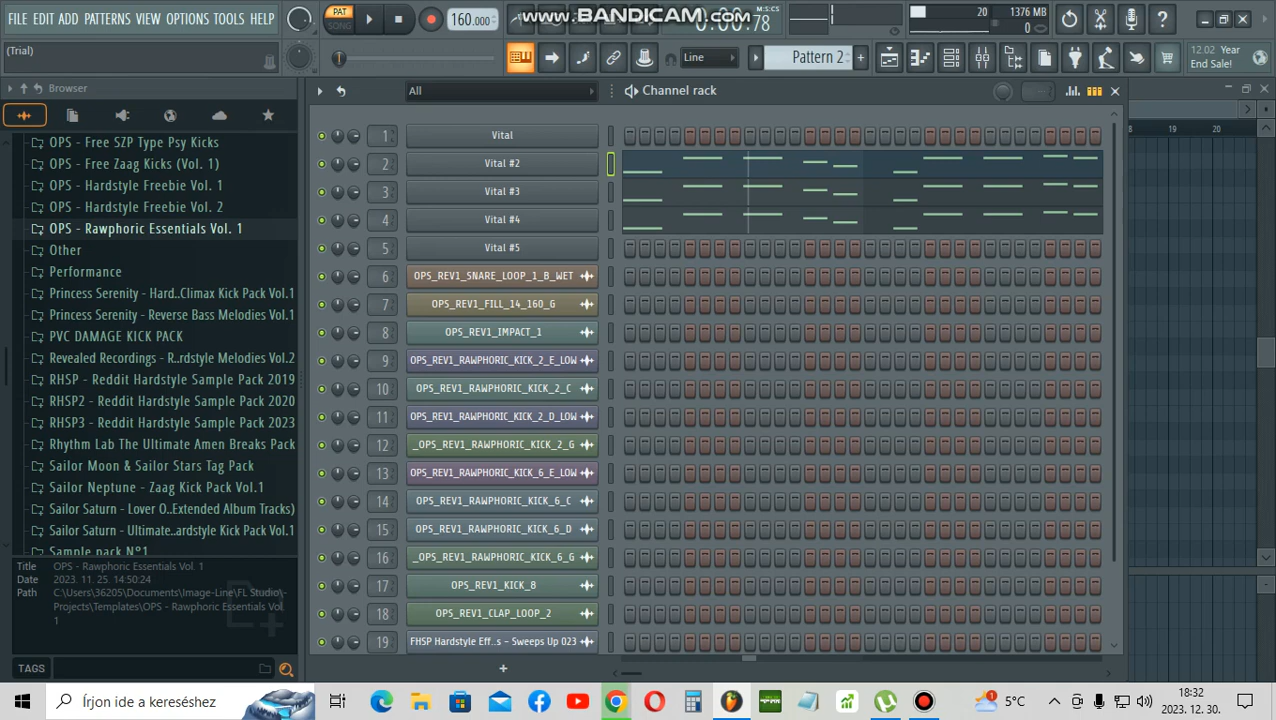 FILE EDIT ADD PATTERNS VIEW OPTIONS TOOLS HELP
(Trial)
PAT
SONG
160.000
www.BANDICAM.com
M:S:CS
0:00:78
20
1376 MB
0
Line
Pattern 2
12.02 Year
End Sale!
Browser
All
Channel rack
OPS - Free SZP Type Psy Kicks
OPS - Free Zaag Kicks (Vol. 1)
OPS - Hardstyle Freebie Vol. 1
OPS - Hardstyle Freebie Vol. 2
OPS - Rawphoric Essentials Vol. 1
Other
Performance
Princess Serenity - Hard..Climax Kick Pack Vol.1
Princess Serenity - Reverse Bass Melodies Vol.1
PVC DAMAGE KICK PACK
Revealed Recordings - R..rdstyle Melodies Vol.2
RHSP - Reddit Hardstyle Sample Pack 2019
RHSP2 - Reddit Hardstyle Sample Pack 2020
RHSP3 - Reddit Hardstyle Sample Pack 2023
Rhythm Lab The Ultimate Amen Breaks Pack
Sailor Moon & Sailor Stars Tag Pack
Sailor Neptune - Zaag Kick Pack Vol.1
Sailor Saturn - Lover O..Extended Album Tracks)
Sailor Saturn - Ultimate..ardstyle Kick Pack Vol.1
Sample pack N°1
Title OPS - Rawphoric Essentials Vol. 1
Date 2023. 11. 25. 14:50:24
Path C:\Users\36205\Documents\Image-Line\FL Studio\-
Projects\Templates\OPS - Rawphoric Essentials Vol.
1
TAGS
1 Vital
2 Vital #2
3 Vital #3
4 Vital #4
5 Vital #5
6 OPS_REV1_SNARE_LOOP_1_B_WET
7 OPS_REV1_FILL_14_160_G
8 OPS_REV1_IMPACT_1
9 OPS_REV1_RAWPHORIC_KICK_2_E_LOW
10 OPS_REV1_RAWPHORIC_KICK_2_C
11 OPS_REV1_RAWPHORIC_KICK_2_D_LOW
12 _OPS_REV1_RAWPHORIC_KICK_2_G
13 OPS_REV1_RAWPHORIC_KICK_6_E_LOW
14 OPS_REV1_RAWPHORIC_KICK_6_C
15 OPS_REV1_RAWPHORIC_KICK_6_D
16 _OPS_REV1_RAWPHORIC_KICK_6_G
17 OPS_REV1_KICK_8
18 OPS_REV1_CLAP_LOOP_2
19 FHSP Hardstyle Eff..s - Sweeps Up 023
+
18 19 20
Írjon ide a kereséshez
1
5°C
18:32
2023. 12. 30.